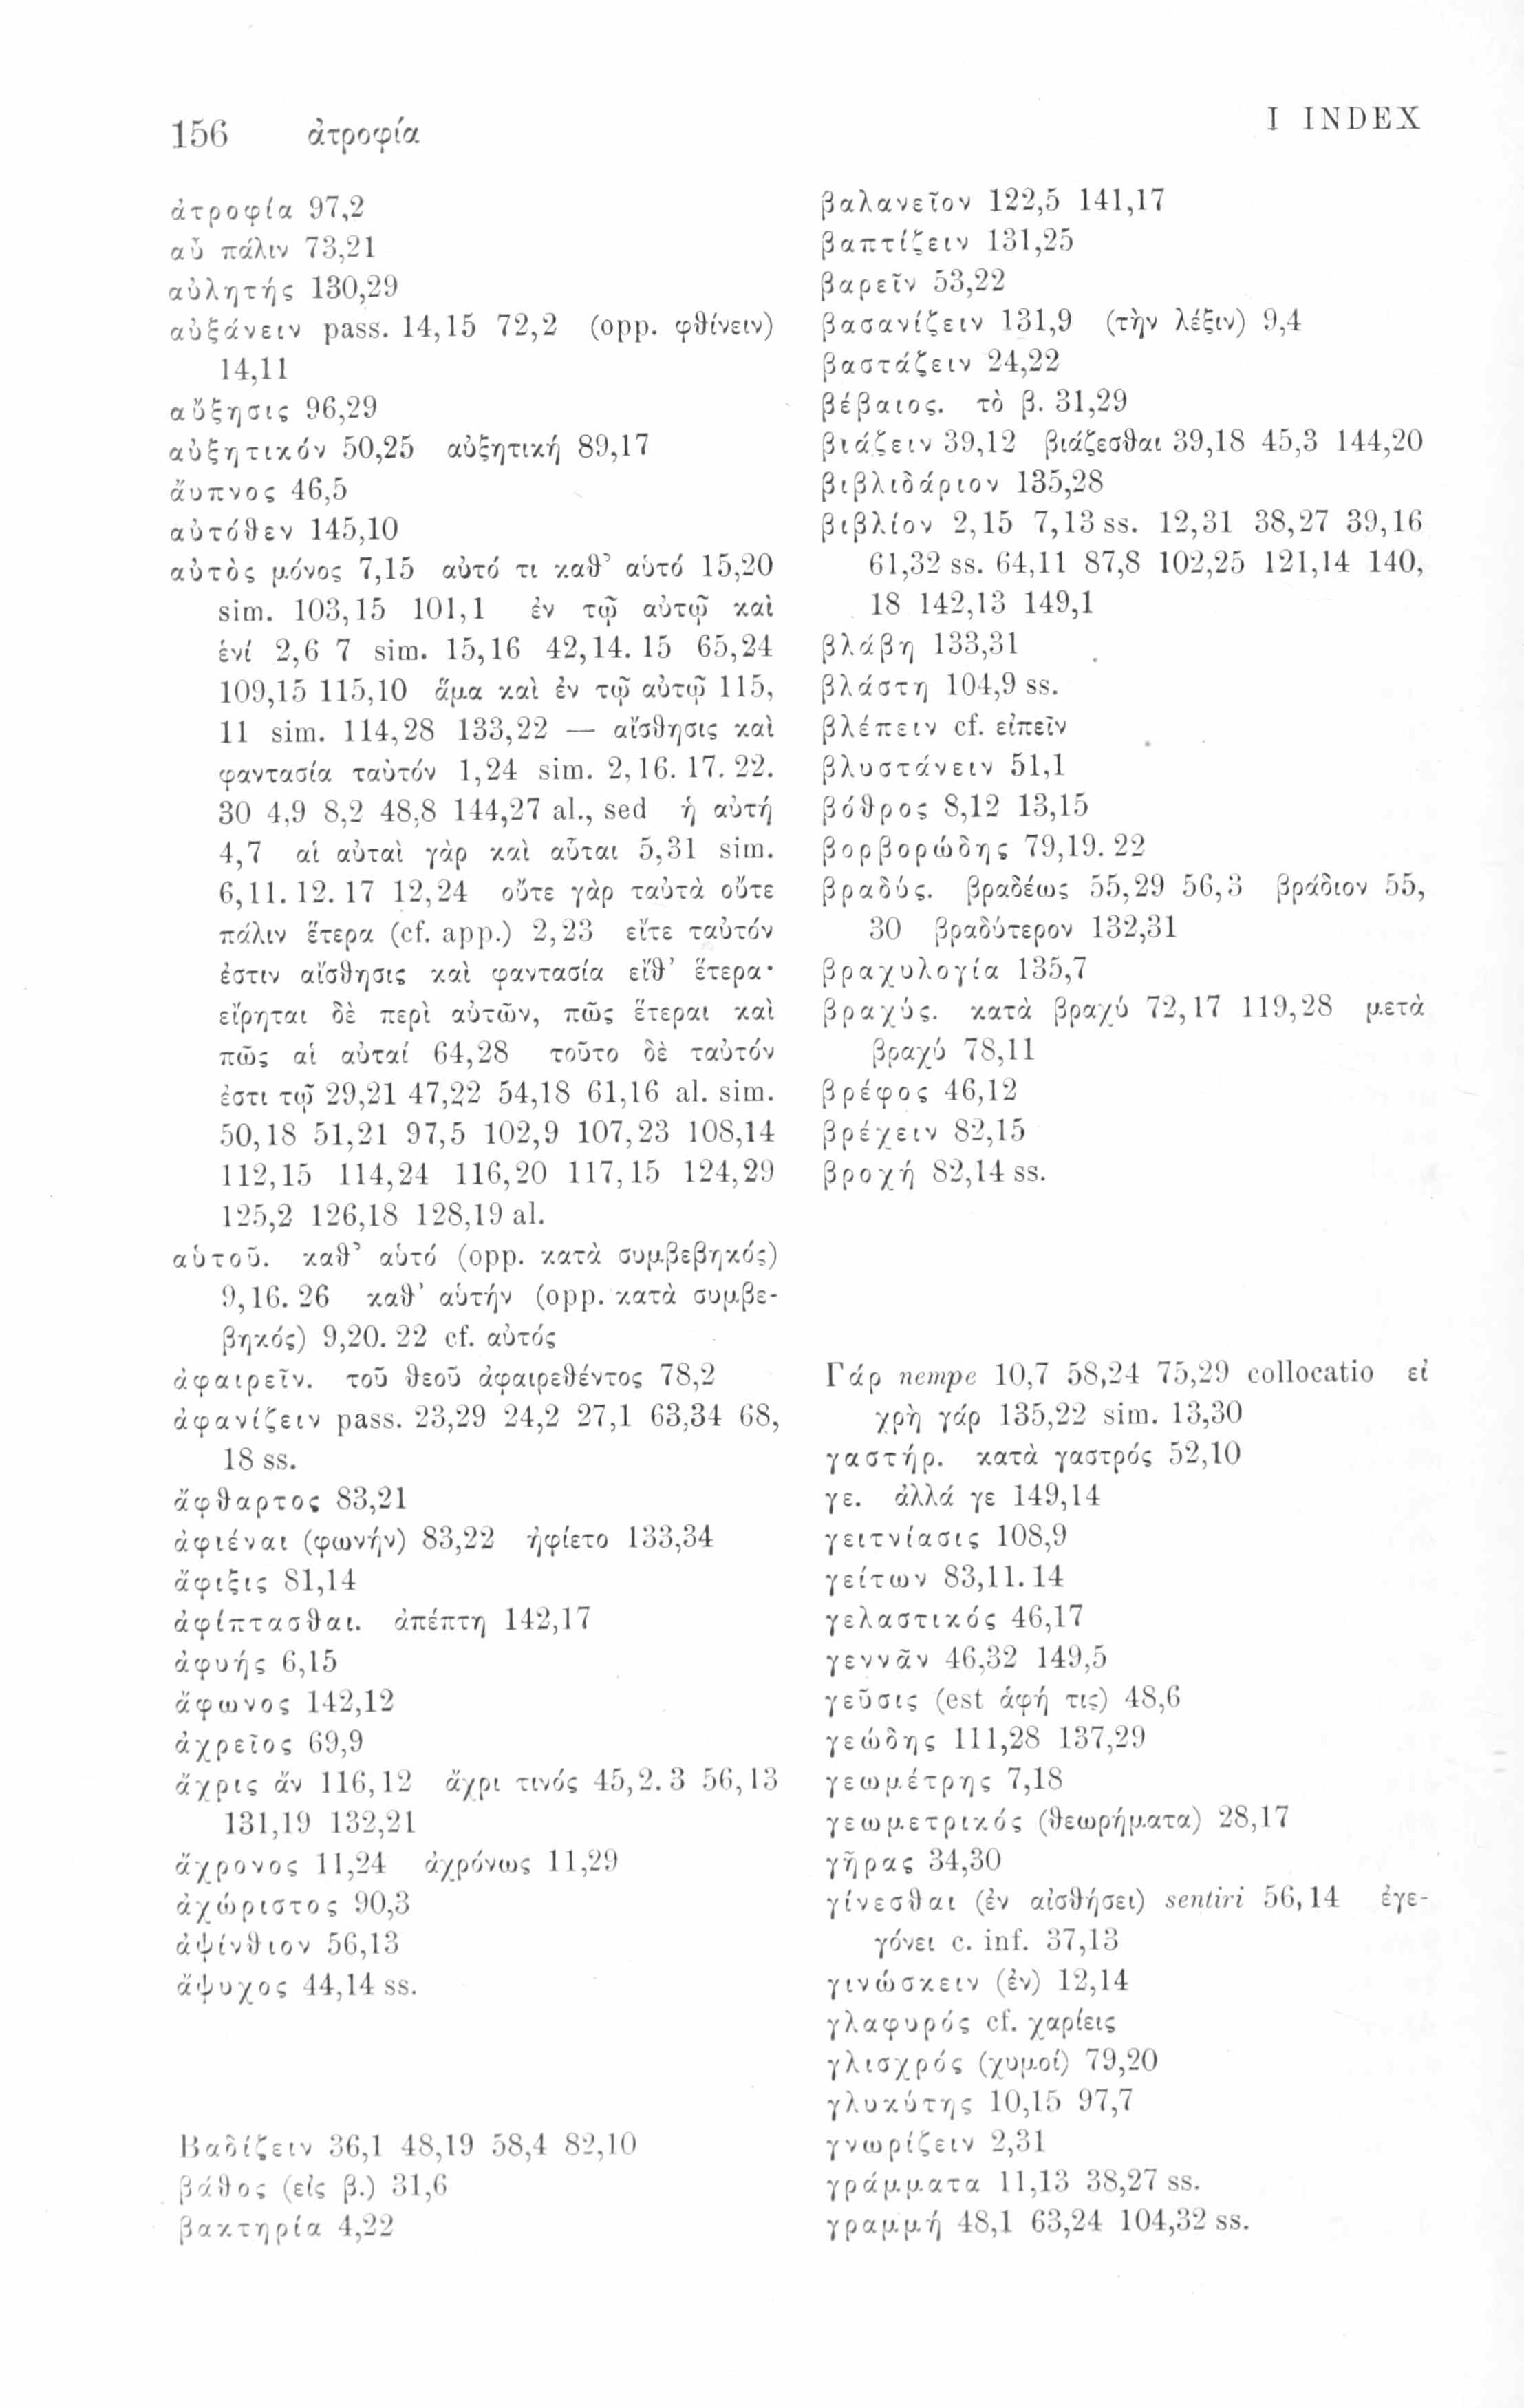 156 ἀτροφία
I INDEX
ἀτροφία 97,2
αὖ πάλιν 73,21
αὐλητής 130,29
αὐξάνειν pass. 14,15 72,2 (opp. φθίνειν)
14,11
αὔξησις 96,29
αὐξητικόν 50,25 αὐξητική 89,17
ἄυπνος 46,5
αὐτόθεν 145,10
αὐτὸς μόνος 7,15 αὐτό τι καθ’ αὑτό 15,20
sim. 103,15 101,1 ἐν τῷ αὐτῷ καὶ
ἑνί 2,6 7 sim. 15,16 42,14. 15 65,24
109,15 115,10 ἅμα καὶ ἐν τῷ αὐτῷ 115,
11 sim. 114,28 133,22 — αἴσθησις καὶ
φαντασία ταὐτόν 1,24 sim. 2,16. 17. 22.
30 4,9 8,2 48,8 144,27 al., sed ἡ αὐτή
4,7 αἱ αὐταὶ γὰρ καὶ αὗται 5,31 sim.
6,11. 12. 17 12,24 οὔτε γὰρ ταὐτὰ οὔτε
πάλιν ἕτερα (cf. app.) 2,23 εἴτε ταὐτόν
ἐστιν αἴσθησις καὶ φαντασία εἴθ’ ἕτερα·
εἴρηται δὲ περὶ αὐτῶν, πῶς ἕτεραι καὶ
πῶς αἱ αὐταί 64,28 τοῦτο δὲ ταὐτόν
ἐστι τῷ 29,21 47,22 54,18 61,16 al. sim.
50,18 51,21 97,5 102,9 107,23 108,14
112,15 114,24 116,20 117,15 124,29
125,2 126,18 128,19 al.
αὑτοῦ. καθ’ αὑτό (opp. κατὰ συμβεβηκός)
9,16. 26 καθ’ αὑτήν (opp. κατὰ συμβε-
βηκός) 9,20. 22 cf. αὐτός
ἀφαιρεῖν. τοῦ θεοῦ ἀφαιρεθέντος 78,2
ἀφανίζειν pass. 23,29 24,2 27,1 63,34 68,
18 ss.
ἄφθαρτος 83,21
ἀφιέναι (φωνήν) 83,22 ἠφίετο 133,34
ἄφιξις 81,14
ἀφίπτασθαι. ἀπέπτη 142,17
ἀφυής 6,15
ἄφωνος 142,12
ἀχρεῖος 69,9
ἄχρις ἄν 116,12 ἄχρι τινός 45,2. 3 56,13
131,19 132,21
ἄχρονος 11,24 ἀχρόνως 11,29
ἀχώριστος 90,3
ἀψίνθιον 56,13
ἄψυχος 44,14 ss.
Βαδίζειν 36,1 48,19 58,4 82,10
βάθος (εἰς β.) 31,6
βακτηρία 4,22
βαλανεῖον 122,5 141,17
βαπτίζειν 131,25
βαρεῖν 53,22
βασανίζειν 131,9 (τὴν λέξιν) 9,4
βαστάζειν 24,22
βέβαιος. τὸ β. 31,29
βιάζειν 39,12 βιάζεσθαι 39,18 45,3 144,20
βιβλιδάριον 135,28
βιβλίον 2,15 7,13 ss. 12,31 38,27 39,16
61,32 ss. 64,11 87,8 102,25 121,14 140,
18 142,13 149,1
βλάβη 133,31
βλάστη 104,9 ss.
βλέπειν cf. εἰπεῖν
βλυστάνειν 51,1
βόθρος 8,12 13,15
βορβορώδης 79,19. 22
βραδύς. βραδέως 55,29 56,3 βράδιον 55,
30 βραδύτερον 132,31
βραχυλογία 135,7
βραχύς. κατὰ βραχύ 72,17 119,28 μετὰ
βραχύ 78,11
βρέφος 46,12
βρέχειν 82,15
βροχή 82,14 ss.
Γάρ nempe 10,7 58,24 75,29 collocatio εἰ
χρὴ γάρ 135,22 sim. 13,30
γαστήρ. κατὰ γαστρός 52,10
γε. ἀλλά γε 149,14
γειτνίασις 108,9
γείτων 83,11. 14
γελαστικός 46,17
γεννᾶν 46,32 149,5
γεῦσις (est ἁφή τις) 48,6
γεώδης 111,28 137,29
γεωμέτρης 7,18
γεωμετρικός (θεωρήματα) 28,17
γῆρας 34,30
γίνεσθαι (ἐν αἰσθήσει) sentiri 56,14 ἐγε-
γόνει c. inf. 37,13
γινώσκειν (ἐν) 12,14
γλαφυρός cf. χαρίεις
γλισχρός (χυμοί) 79,20
γλυκύτης 10,15 97,7
γνωρίζειν 2,31
γράμματα 11,13 38,27 ss.
γραμμή 48,1 63,24 104,32 ss.